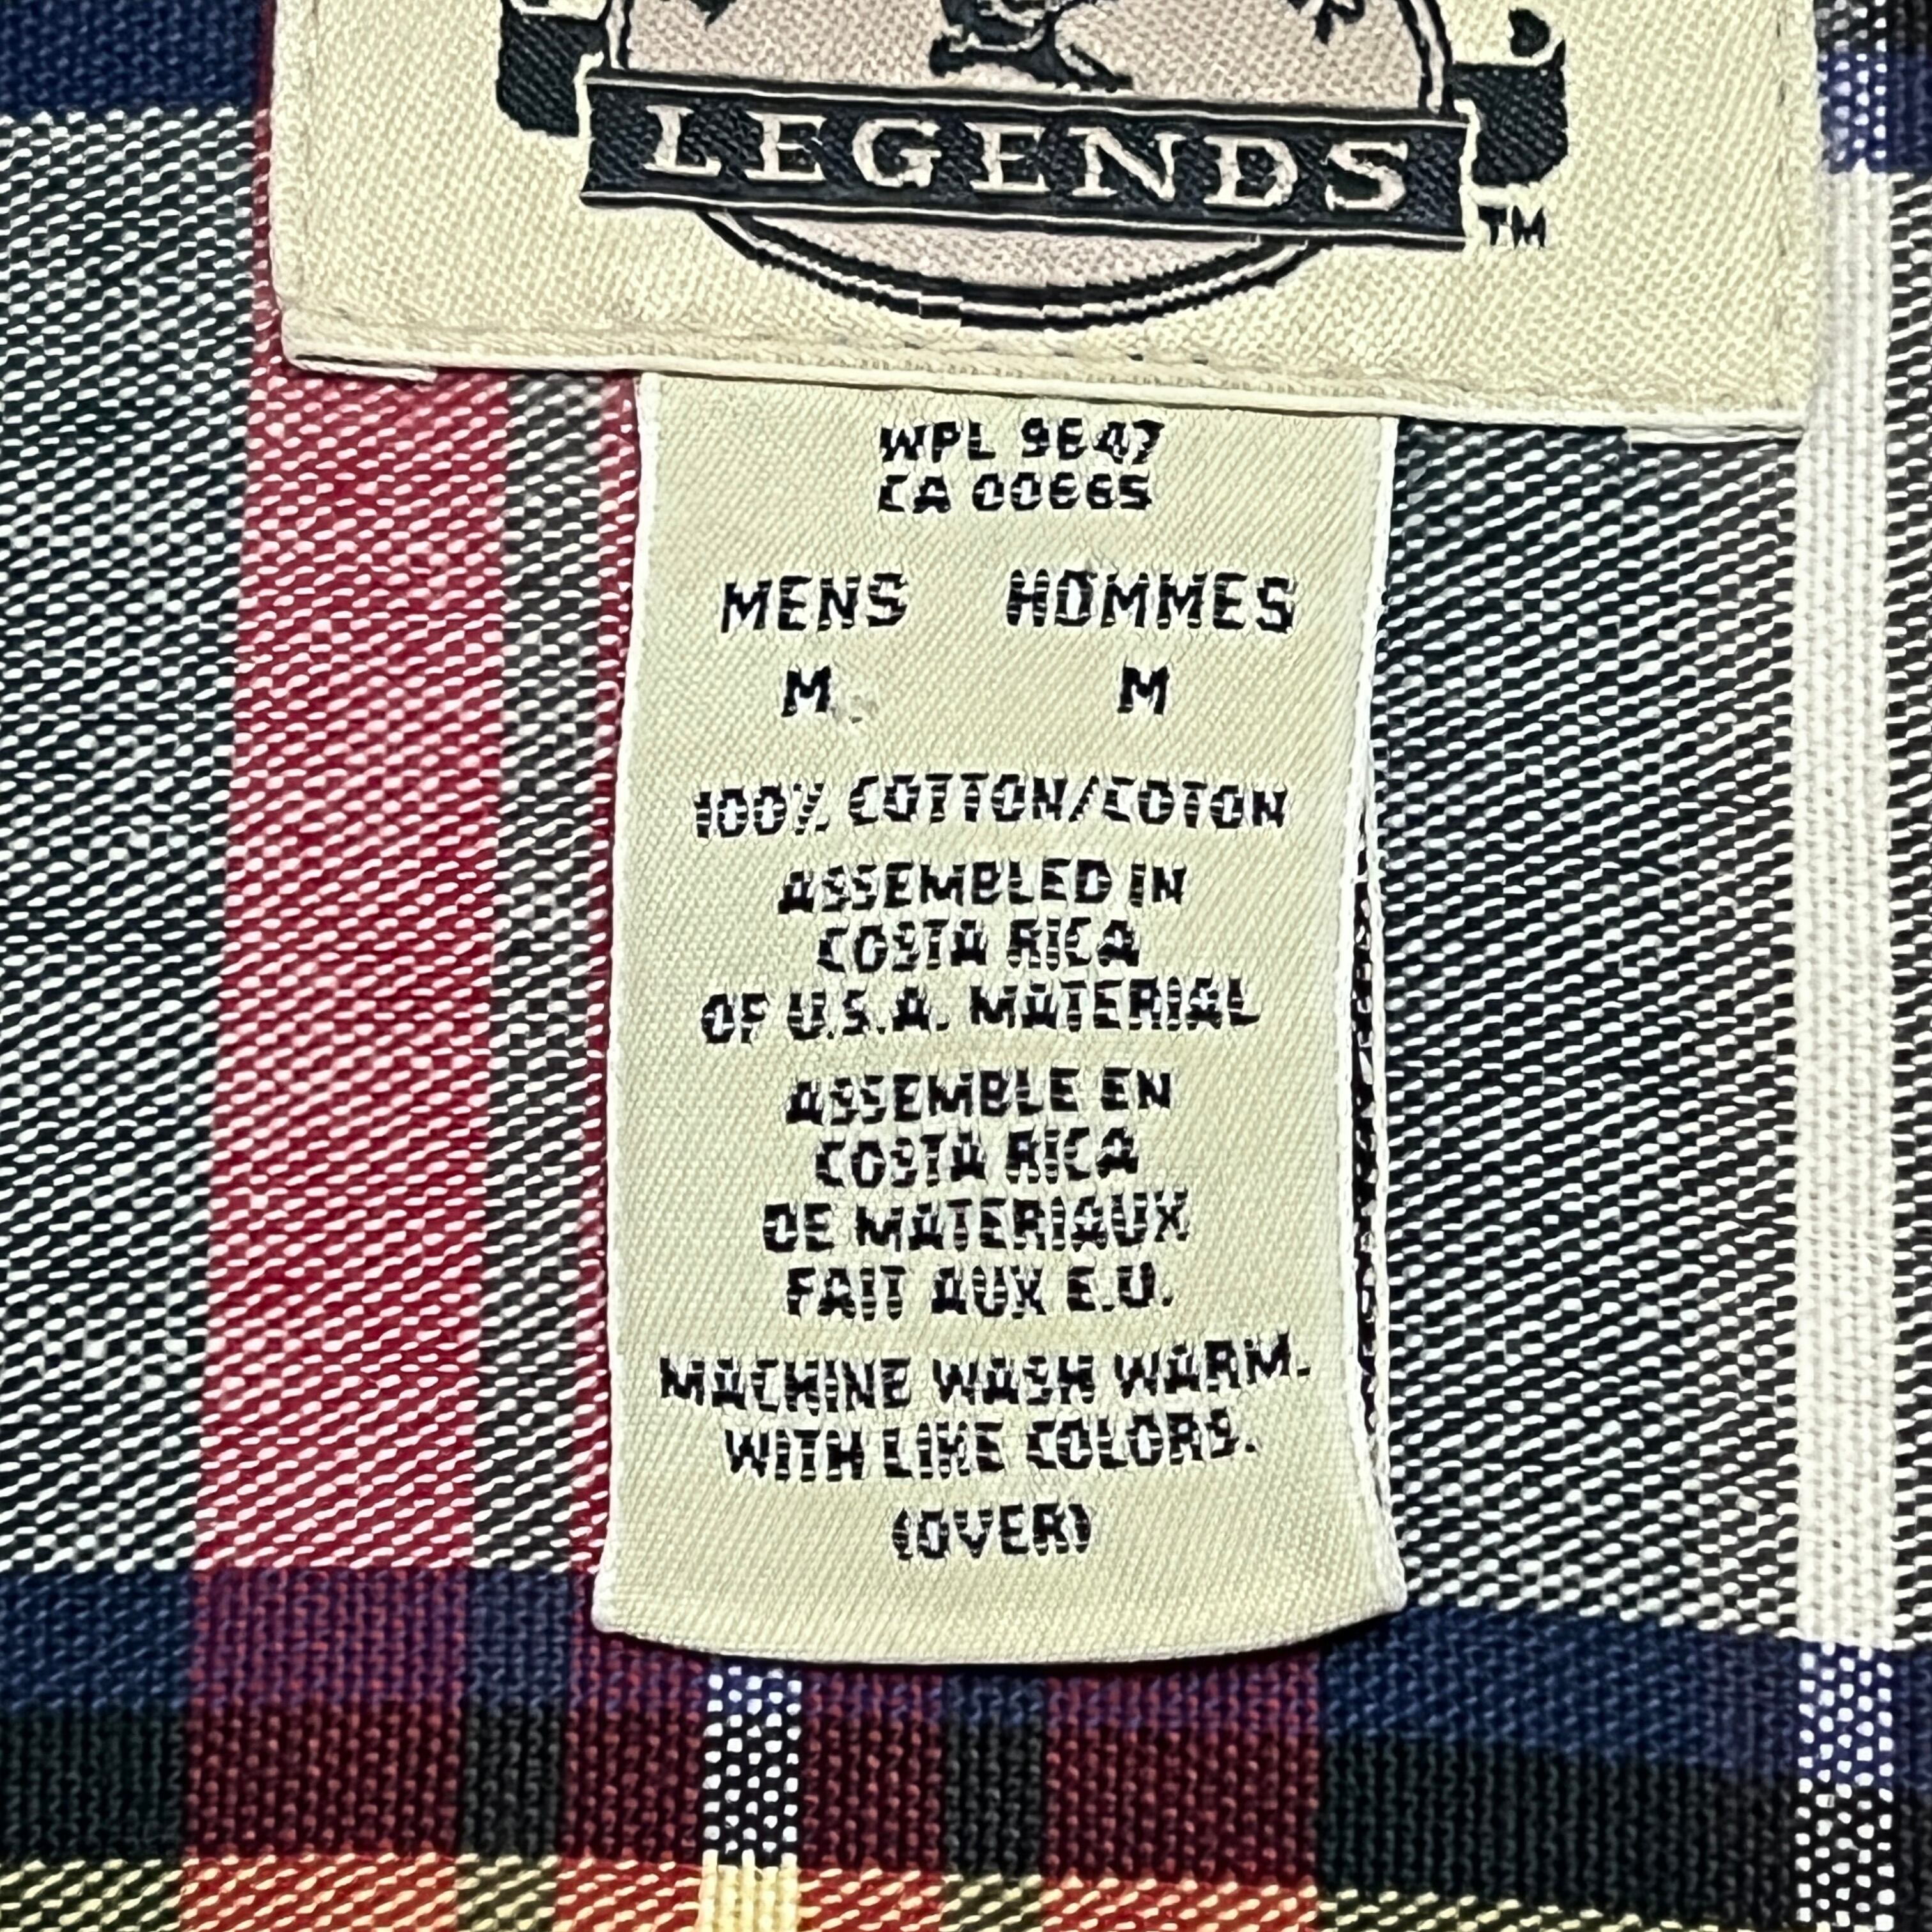 LEGENDS
TM
WPL 9647
CA 00665
MENS HOMMES
M M
100% COTTON/COTON
ASSEMBLED IN
COSTA RICA
OF U.S.A. MATERIAL
ASSEMBLE EN
COSTA RICA
DE MATERIAUX
FAIT AUX E.U.
MACHINE WASH WARM.
WITH LIKE COLORS.
(OVER)